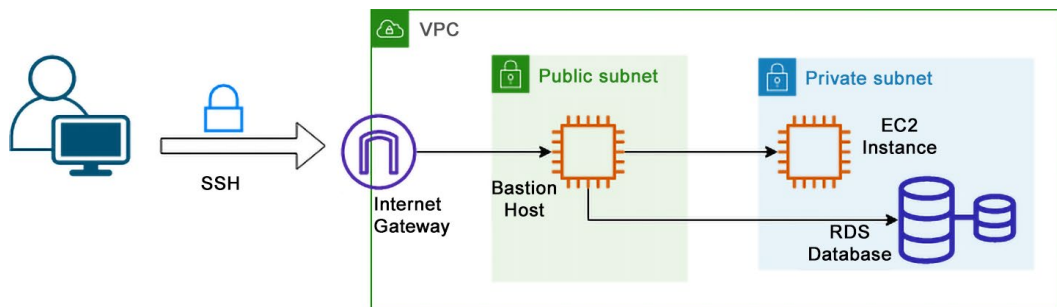 VPC
Public subnet
Private subnet
SSH
Internet
Gateway
Bastion
Host
EC2
Instance
RDS
Database